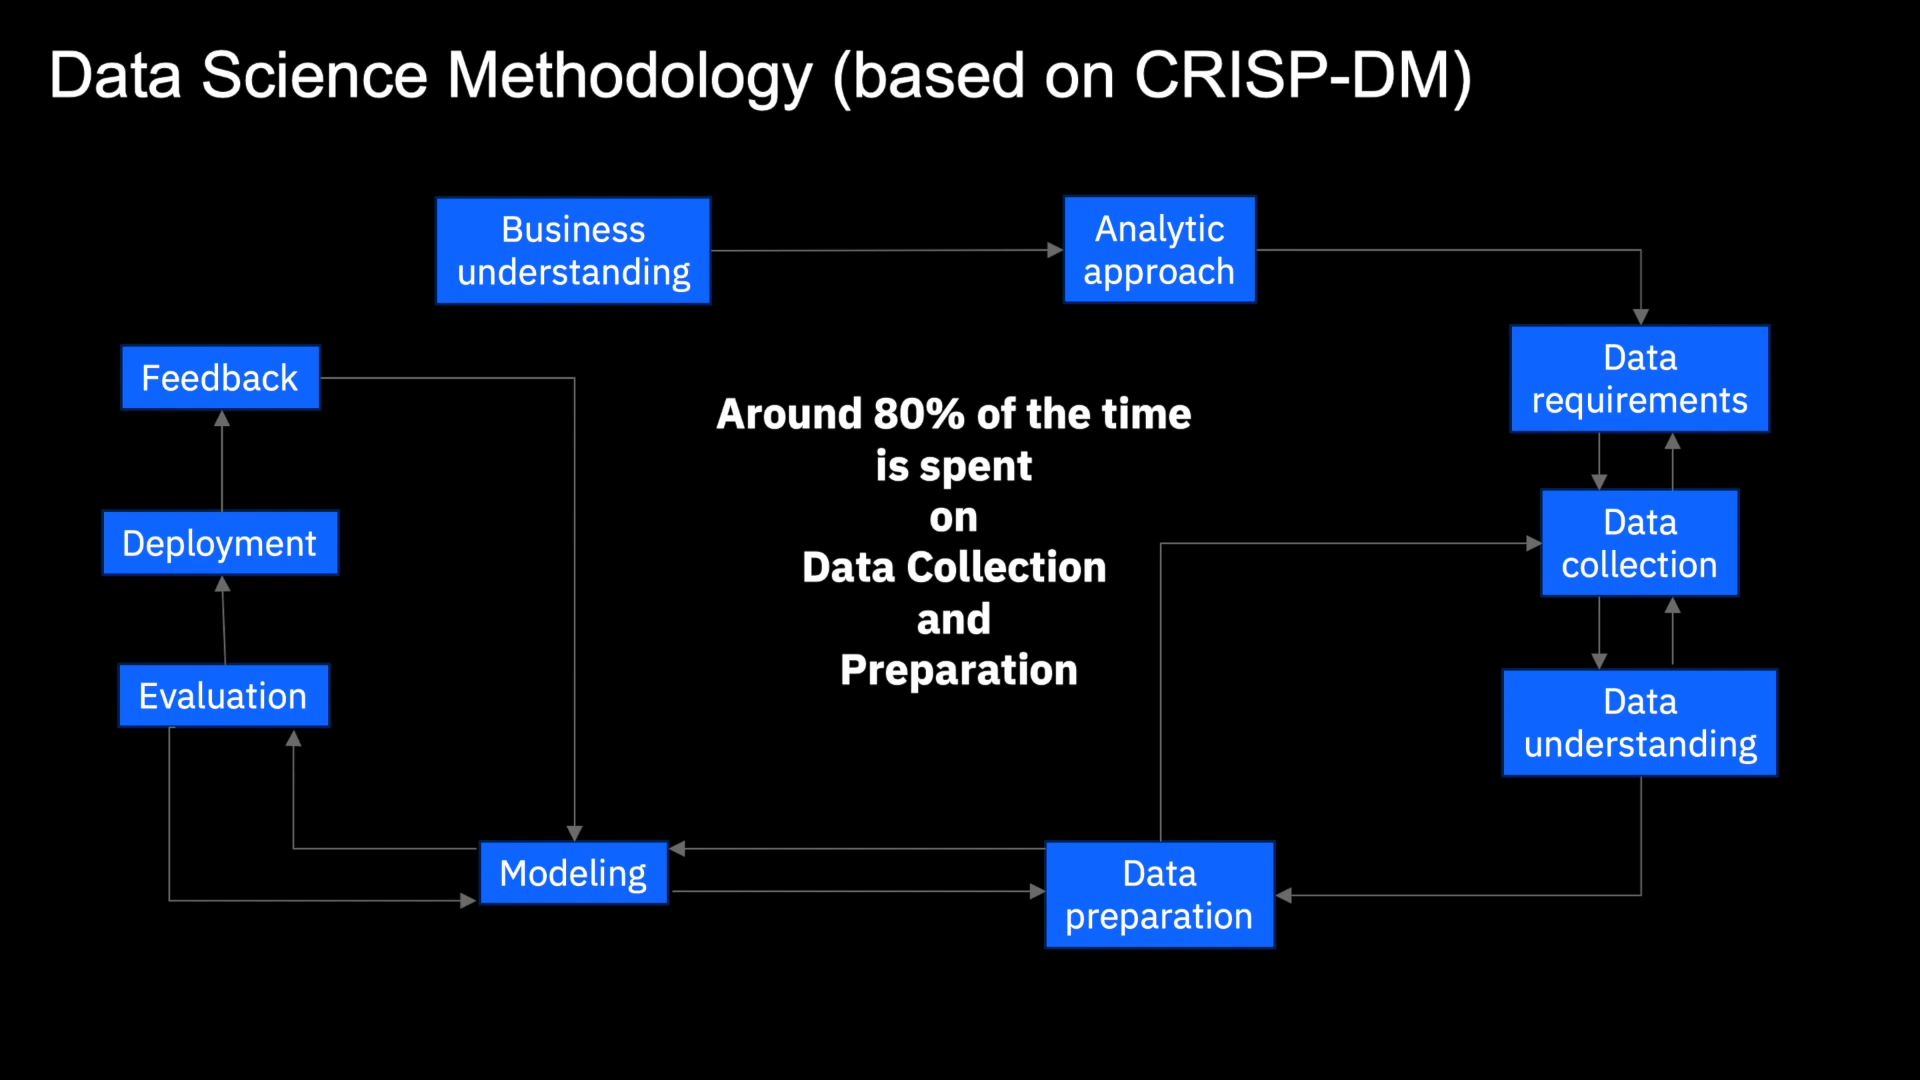 Data Science Methodology (based on CRISP-DM)
Business
understanding
Analytic
approach
Data
requirements
Data
collection
Data
understanding
Data
preparation
Modeling
Evaluation
Deployment
Feedback
Around 80% of the time
is spent
on
Data Collection
and
Preparation